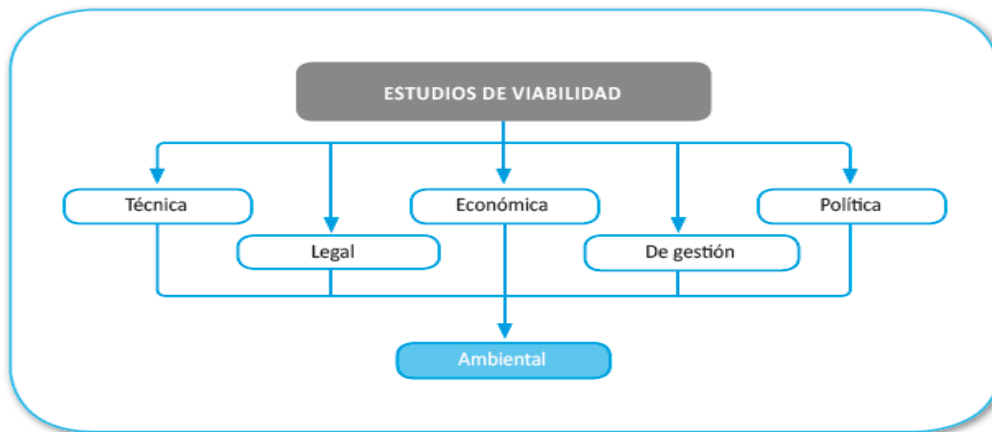 ESTUDIOS DE VIABILIDAD
Técnica
Económica
Política
Legal
De gestión
Ambiental